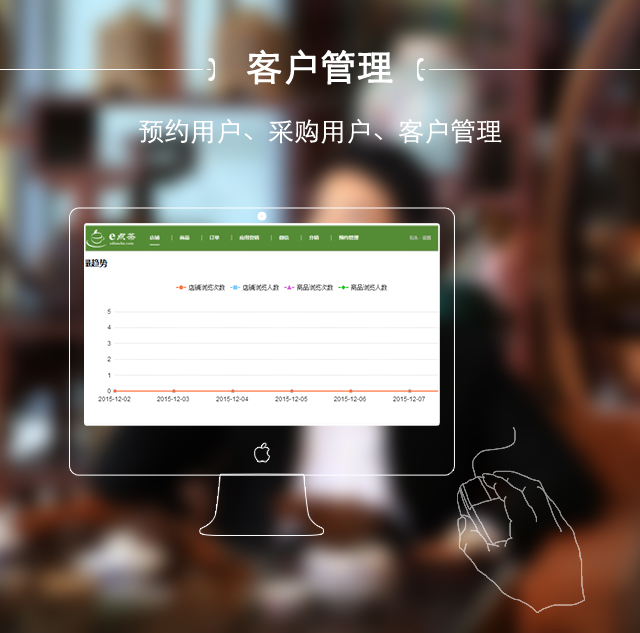 客户管理
预约用户、采购用户、客户管理
e点茶
店铺 商品 订单 应用营销 微信 分销 预约管理
量趋势
店铺浏览次数 店铺浏览人数 商品浏览次数 商品浏览人数
5
4
3
2
1
0
2015-12-02 2015-12-03 2015-12-04 2015-12-05 2015-12-06 2015-12-07